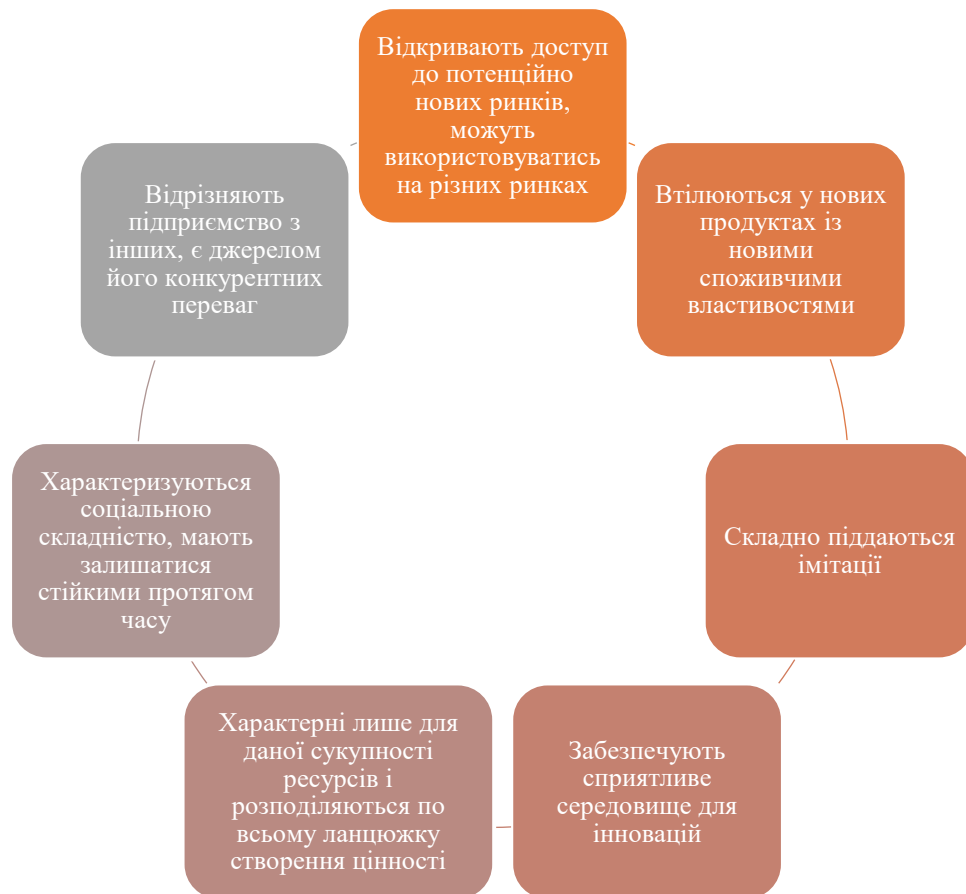 Відкривають доступ
до потенційно
нових ринків,
можуть
використовуватись
на різних ринках
Втілюються у нових
продуктах із
новими
споживчими
властивостями
Складно піддаються
імітації
Забезпечують
сприятливе
середовище для
інновацій
Характерні лише для
даної сукупності
ресурсів і
розподіляються по
всьому ланцюжку
створення цінності
Характеризуються
соціальною
складністю, мають
залишатися
стійкими протягом
часу
Відрізняють
підприємство з
інших, є джерелом
його конкурентних
переваг